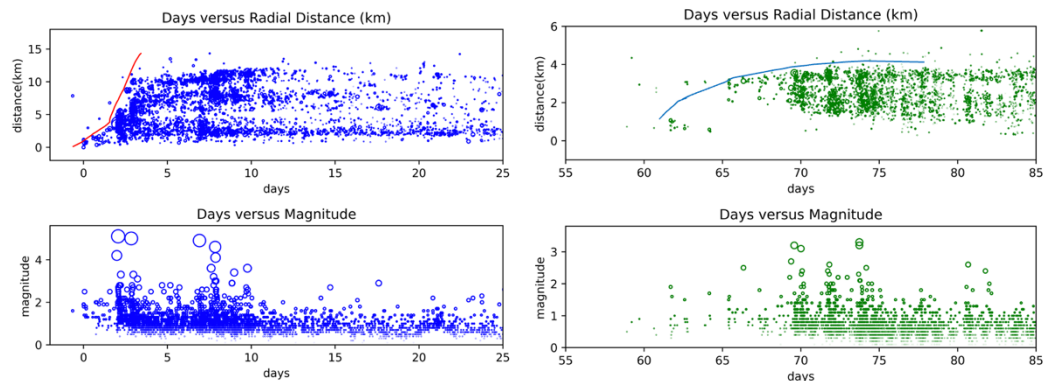 Days versus Radial Distance (km)
distance(km)
15
10
5
0
0 5 10 15 20 25
days
Days versus Magnitude
magnitude
4
2
0
0 5 10 15 20 25
days
Days versus Radial Distance (km)
distance(km)
6
4
2
0
55 60 65 70 75 80 85
days
Days versus Magnitude
magnitude
3
2
1
0
55 60 65 70 75 80 85
days